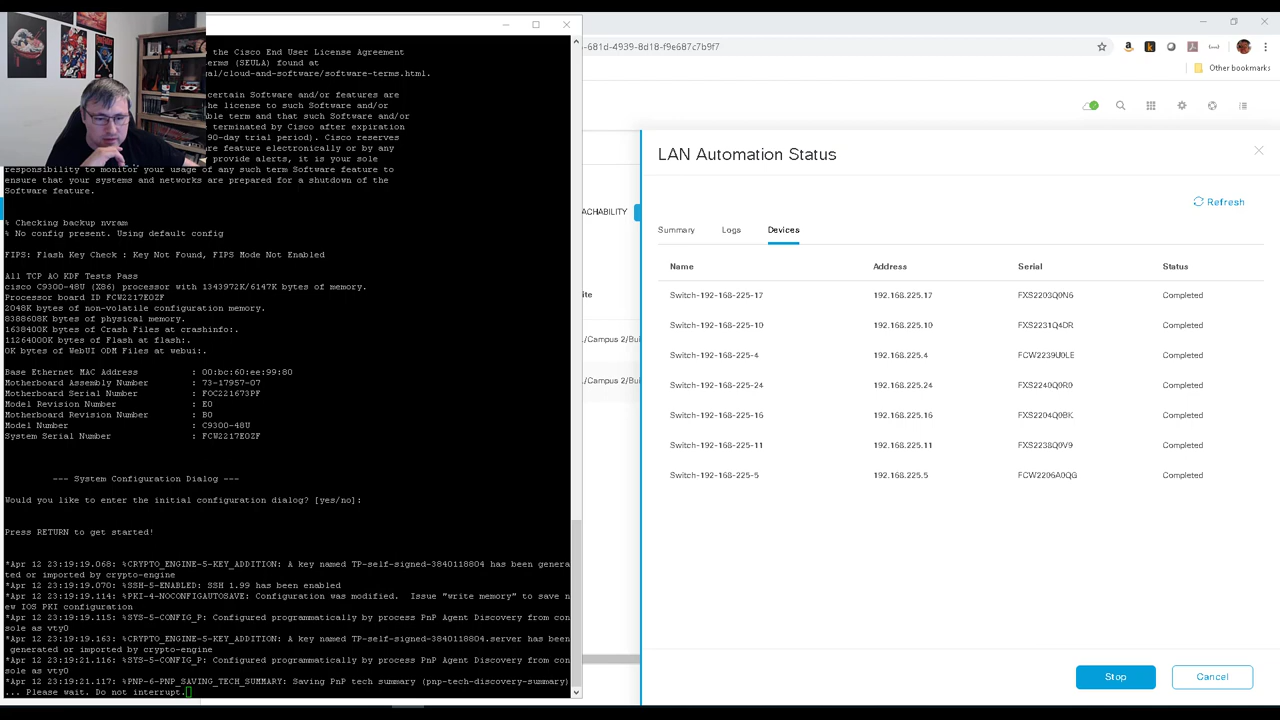 the Cisco End User License Agreement
erms (SEULA) found at
gal/cloud-and-software/software-terms.html.
certain Software and/or features are
he license to such Software and/or
ble term and that such Software and/or
terminated by Cisco after expiration
90-day trial period). Cisco reserves
re feature electronically or by any
provide alerts, it is your sole
responsibility to monitor your usage of any such term Software feature to
ensure that your systems and networks are prepared for a shutdown of the
Software feature.
% Checking backup nvram
% No config present. Using default config
FIPS: Flash Key Check : Key Not Found, FIPS Mode Not Enabled
All TCP AO KDF Tests Pass
cisco C9300-48U (X86) processor with 1343972K/6147K bytes of memory.
Processor board ID FCW2217E0ZF
2048K bytes of non-volatile configuration memory.
8388608K bytes of physical memory.
1638400K bytes of Crash Files at crashinfo:.
11264000K bytes of Flash at flash:.
0K bytes of WebUI ODM Files at webui:.
Base Ethernet MAC Address : 00:bc:60:ee:99:80
Motherboard Assembly Number : 73-17957-07
Motherboard Serial Number : FOC221673PF
Model Revision Number : E0
Motherboard Revision Number : B0
Model Number : C9300-48U
System Serial Number : FCW2217E0ZF
--- System Configuration Dialog ---
Would you like to enter the initial configuration dialog? [yes/no]:
Press RETURN to get started!
*Apr 12 23:19:19.068: %CRYPTO_ENGINE-5-KEY_ADDITION: A key named TP-self-signed-3840118804 has been genera
ted or imported by crypto-engine
*Apr 12 23:19:19.070: %SSH-5-ENABLED: SSH 1.99 has been enabled
*Apr 12 23:19:19.114: %PKI-4-NOCONFIGAUTOSAVE: Configuration was modified. Issue "write memory" to save n
ew IOS PKI configuration
*Apr 12 23:19:19.115: %SYS-5-CONFIG_P: Configured programmatically by process PnP Agent Discovery from con
sole as vty0
*Apr 12 23:19:19.163: %CRYPTO_ENGINE-5-KEY_ADDITION: A key named TP-self-signed-3840118804.server has been
generated or imported by crypto-engine
*Apr 12 23:19:21.116: %SYS-5-CONFIG_P: Configured programmatically by process PnP Agent Discovery from con
sole as vty0
*Apr 12 23:19:21.117: %PNP-6-PNP_SAVING_TECH_SUMMARY: Saving PnP tech summary (pnp-tech-discovery-summary)
... Please wait. Do not interrupt.
-681d-4939-8d18-f9e687c7b9f7
Other bookmarks
ACHABILITY
ite
./Campus 2/Bui
./Campus 2/Bui
LAN Automation Status
Refresh
Summary Logs Devices
Name Address Serial Status
Switch-192-168-225-17 192.168.225.17 FXS2203Q0N6 Completed
Switch-192-168-225-10 192.168.225.10 FXS2231Q4DR Completed
Switch-192-168-225-4 192.168.225.4 FCW2239U0LE Completed
Switch-192-168-225-24 192.168.225.24 FXS2240Q0R0 Completed
Switch-192-168-225-16 192.168.225.16 FXS2204Q0BK Completed
Switch-192-168-225-11 192.168.225.11 FXS2238Q0V9 Completed
Switch-192-168-225-5 192.168.225.5 FCW2206A0QG Completed
Stop Cancel